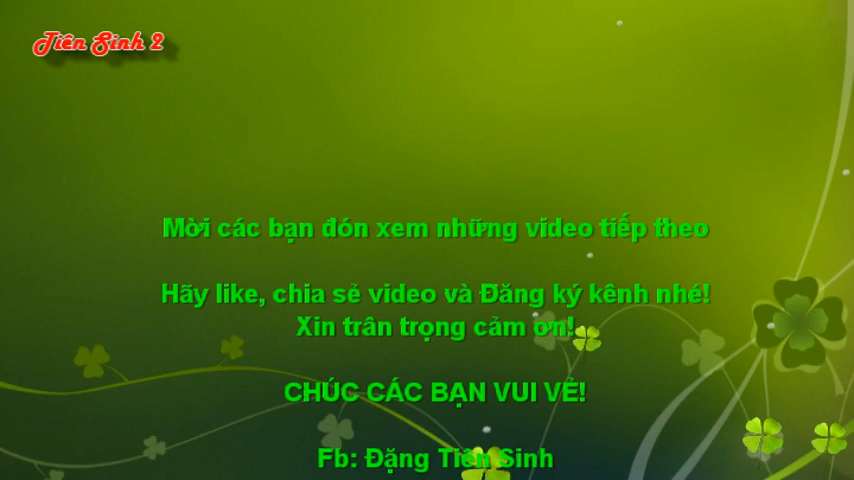 Tiên Sinh 2
Mời các bạn đón xem những video tiếp theo
Hãy like, chia sẻ video và Đăng ký kênh nhé!
Xin trân trọng cảm ơn!
CHÚC CÁC BẠN VUI VẺ!
Fb: Đặng Tiên Sinh